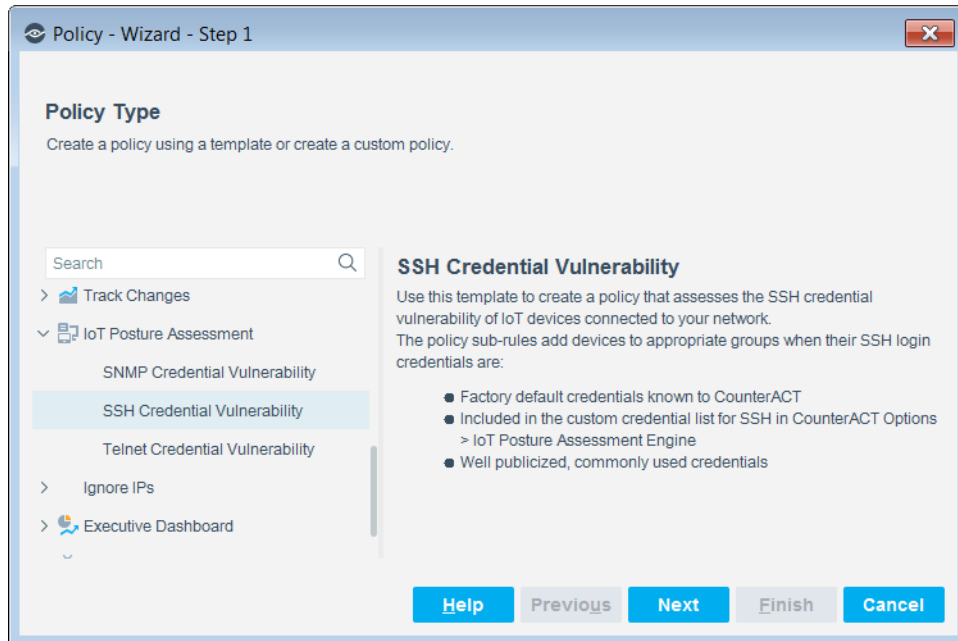 Policy - Wizard - Step 1
Policy Type
Create a policy using a template or create a custom policy.
Search
Track Changes
IoT Posture Assessment
SNMP Credential Vulnerability
SSH Credential Vulnerability
Telnet Credential Vulnerability
Ignore IPs
Executive Dashboard
SSH Credential Vulnerability
Use this template to create a policy that assesses the SSH credential
vulnerability of IoT devices connected to your network.
The policy sub-rules add devices to appropriate groups when their SSH login
credentials are:
Factory default credentials known to CounterACT
Included in the custom credential list for SSH in CounterACT Options
> IoT Posture Assessment Engine
Well publicized, commonly used credentials
Help
Previous
Next
Finish
Cancel